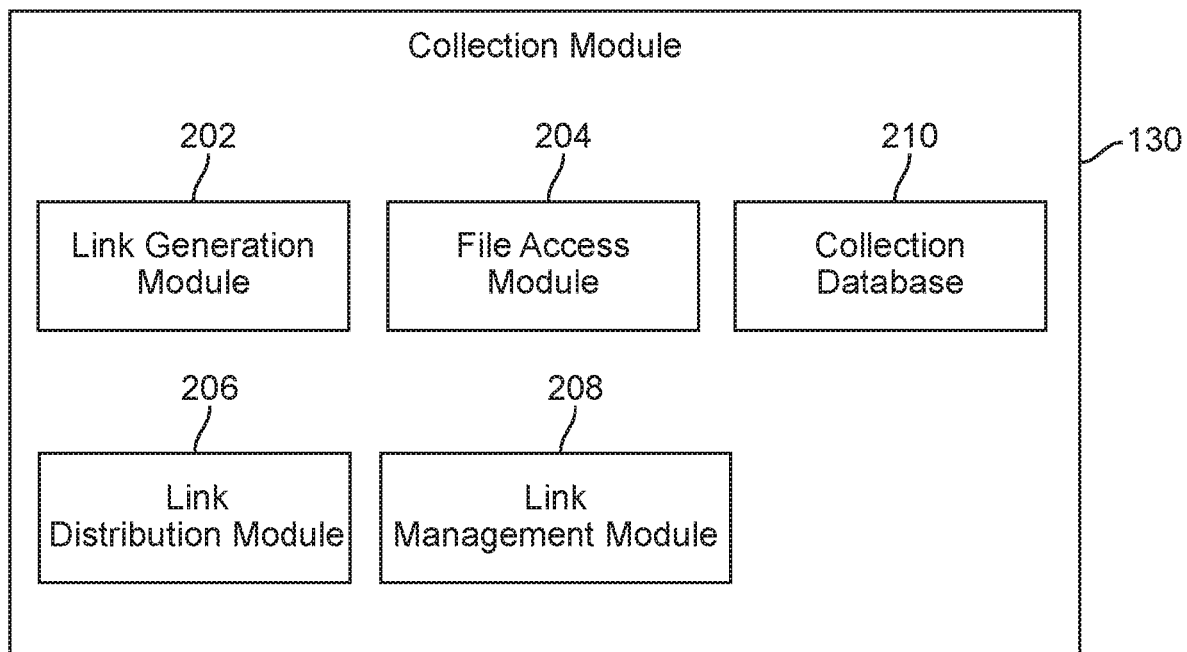 Collection Module
202
204
210
130
Link Generation
Module
File Access
Module
Collection
Database
206
208
Link
Distribution Module
Link
Management Module